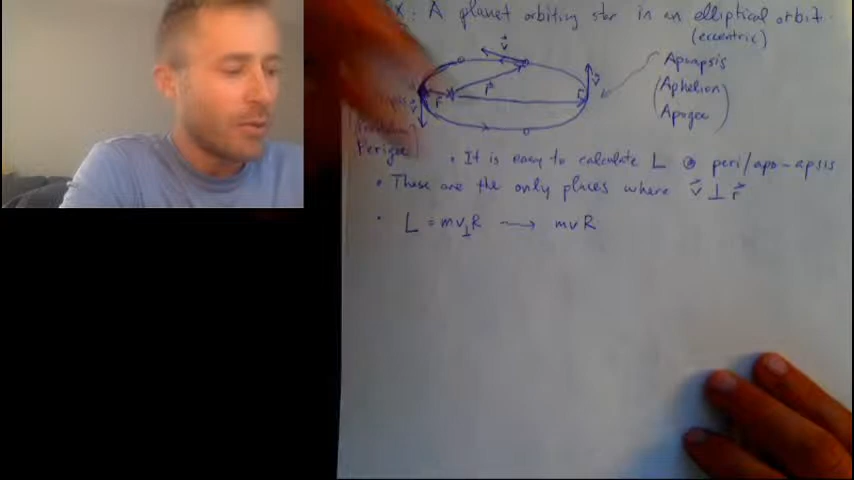 EX: A planet orbiting star in an elliptical orbit.
(eccentric)
v
Apoapsis
r
v
(Aphelion
r
r
v
Apogee)
Perigee
• It is easy to calculate L @ peri/apo-apsis
• These are the only places where v ⊥ r
• L = mv⊥R → mvR